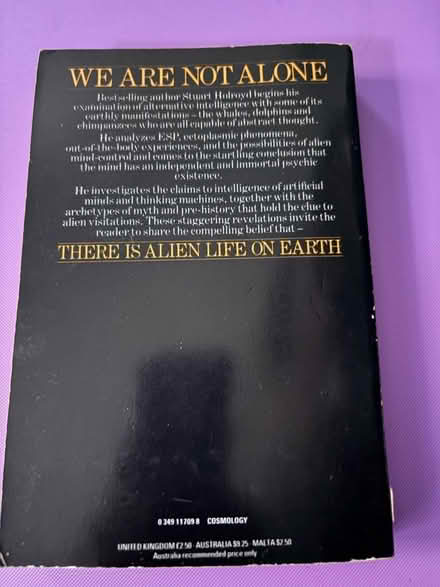 WE ARE NOT ALONE
Best-selling author Stuart Holroyd begins his
examination of alternative intelligence with some of its
earthly manifestations – the whales, dolphins and
chimpanzees who are all capable of abstract thought.
He analyzes ESP, ectoplasmic phenomena,
out-of-the-body experiences, and the possibilities of alien
mind-control and comes to the startling conclusion that
the mind has an independent and immortal psychic
existence.
He investigates the claims to intelligence of artificial
minds and thinking machines, together with the
archetypes of myth and pre-history that hold the clue to
alien visitations. These staggering revelations invite the
reader to share the compelling belief that –
THERE IS ALIEN LIFE ON EARTH
0 349 11709 8 COSMOLOGY
UNITED KINGDOM £2.50 · AUSTRALIA $9.25 · MALTA $2.50
Australia recommended price only